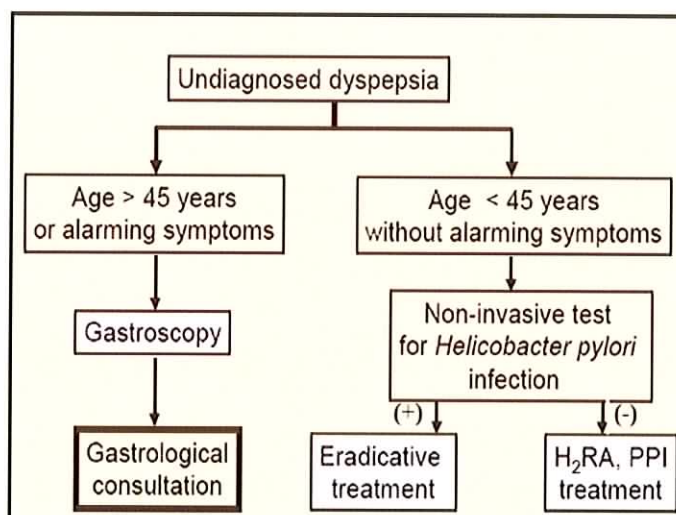 Undiagnosed dyspepsia
Age > 45 years
or alarming symptoms
Age < 45 years
without alarming symptoms
Gastroscopy
Non-invasive test
for Helicobacter pylori
infection
(+)
(-)
Gastrological
consultation
Eradicative
treatment
H₂RA, PPI
treatment